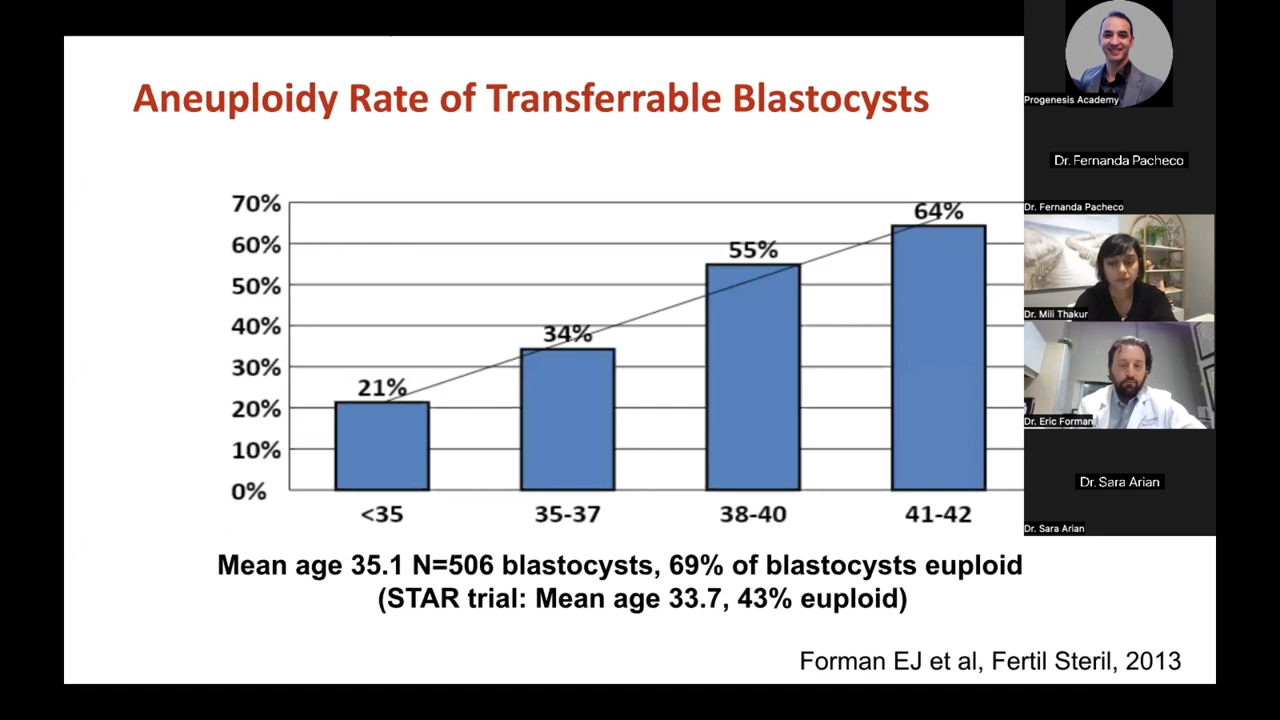 Aneuploidy Rate of Transferrable Blastocysts
70%
60%
50%
40%
30%
20%
10%
0%
21%
34%
55%
64%
<35
35-37
38-40
41-42
Mean age 35.1 N=506 blastocysts, 69% of blastocysts euploid
(STAR trial: Mean age 33.7, 43% euploid)
Forman EJ et al, Fertil Steril, 2013
Progenesis Academy
Dr. Fernanda Pacheco
Dr. Fernanda Pacheco
Dr. Mili Thakur
Dr. Eric Forman
Dr. Sara Arian
Dr. Sara Arian